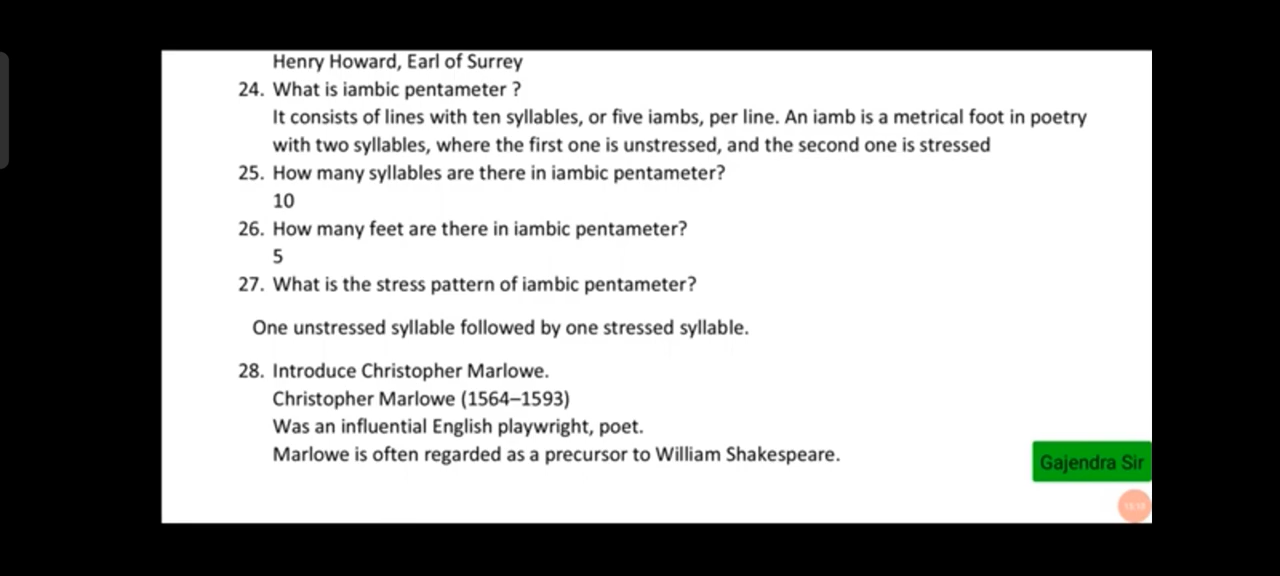 Henry Howard, Earl of Surrey
24. What is iambic pentameter ?
It consists of lines with ten syllables, or five iambs, per line. An iamb is a metrical foot in poetry
with two syllables, where the first one is unstressed, and the second one is stressed
25. How many syllables are there in iambic pentameter?
10
26. How many feet are there in iambic pentameter?
5
27. What is the stress pattern of iambic pentameter?
One unstressed syllable followed by one stressed syllable.
28. Introduce Christopher Marlowe.
Christopher Marlowe (1564–1593)
Was an influential English playwright, poet.
Marlowe is often regarded as a precursor to William Shakespeare.
Gajendra Sir